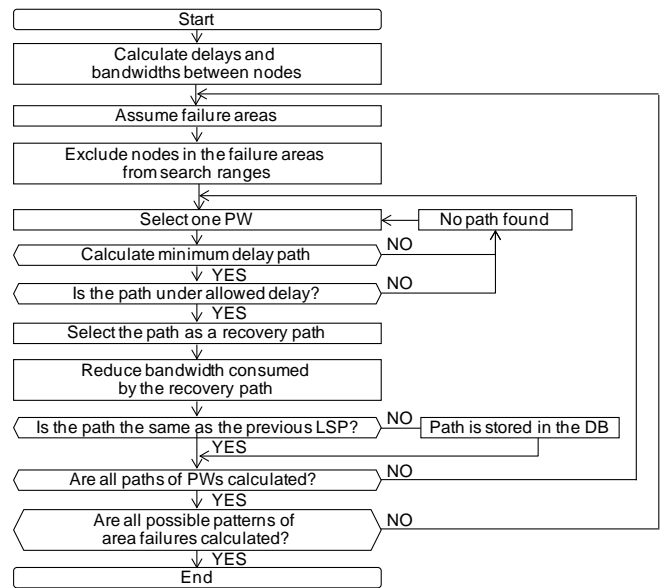 Start
Calculate delays and
bandwidths between nodes
Assume failure areas
Exclude nodes in the failure areas
from search ranges
Select one PW
No path found
Calculate minimum delay path
NO
YES
Is the path under allowed delay?
NO
YES
Select the path as a recovery path
Reduce bandwidth consumed
by the recovery path
Is the path the same as the previous LSP?
NO
Path is stored in the DB
YES
Are all paths of PWs calculated?
NO
YES
Are all possible patterns of
area failures calculated?
NO
YES
End